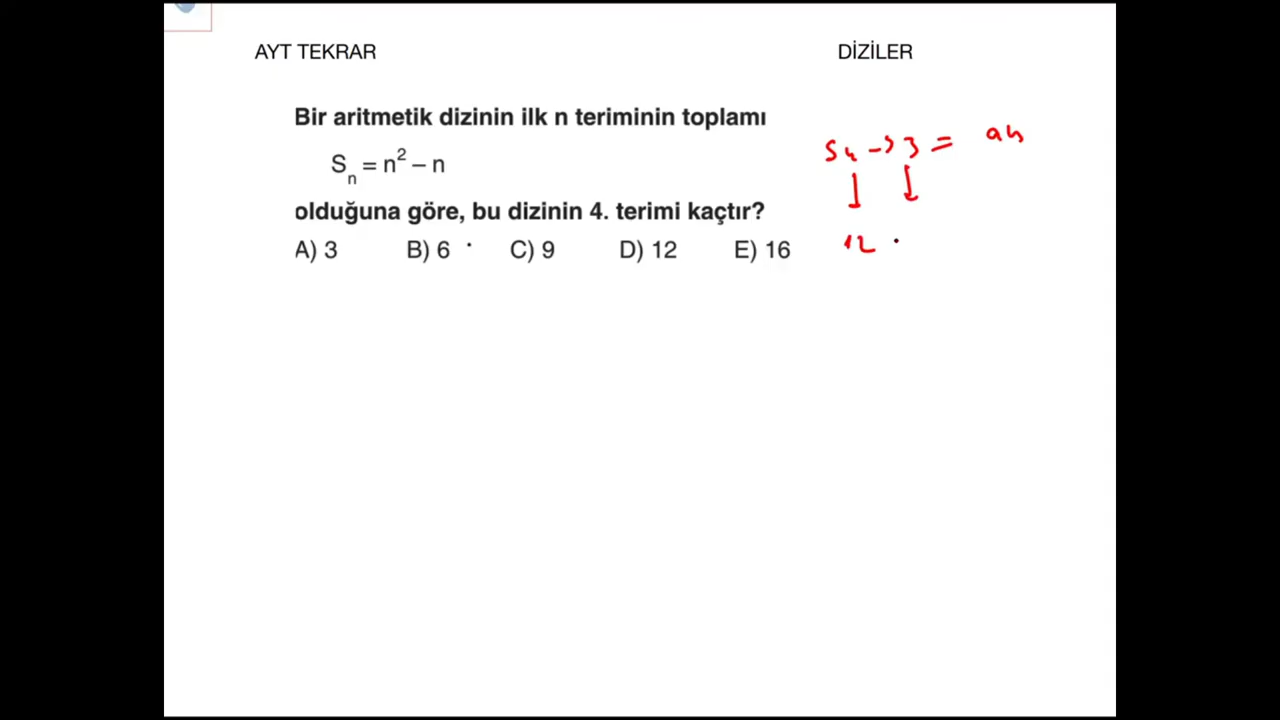 AYT TEKRAR DİZİLER
Bir aritmetik dizinin ilk n teriminin toplamı
Sn = n² – n
olduğuna göre, bu dizinin 4. terimi kaçtır?
A) 3 B) 6 C) 9 D) 12 E) 16
S4 - S3 = a4
12